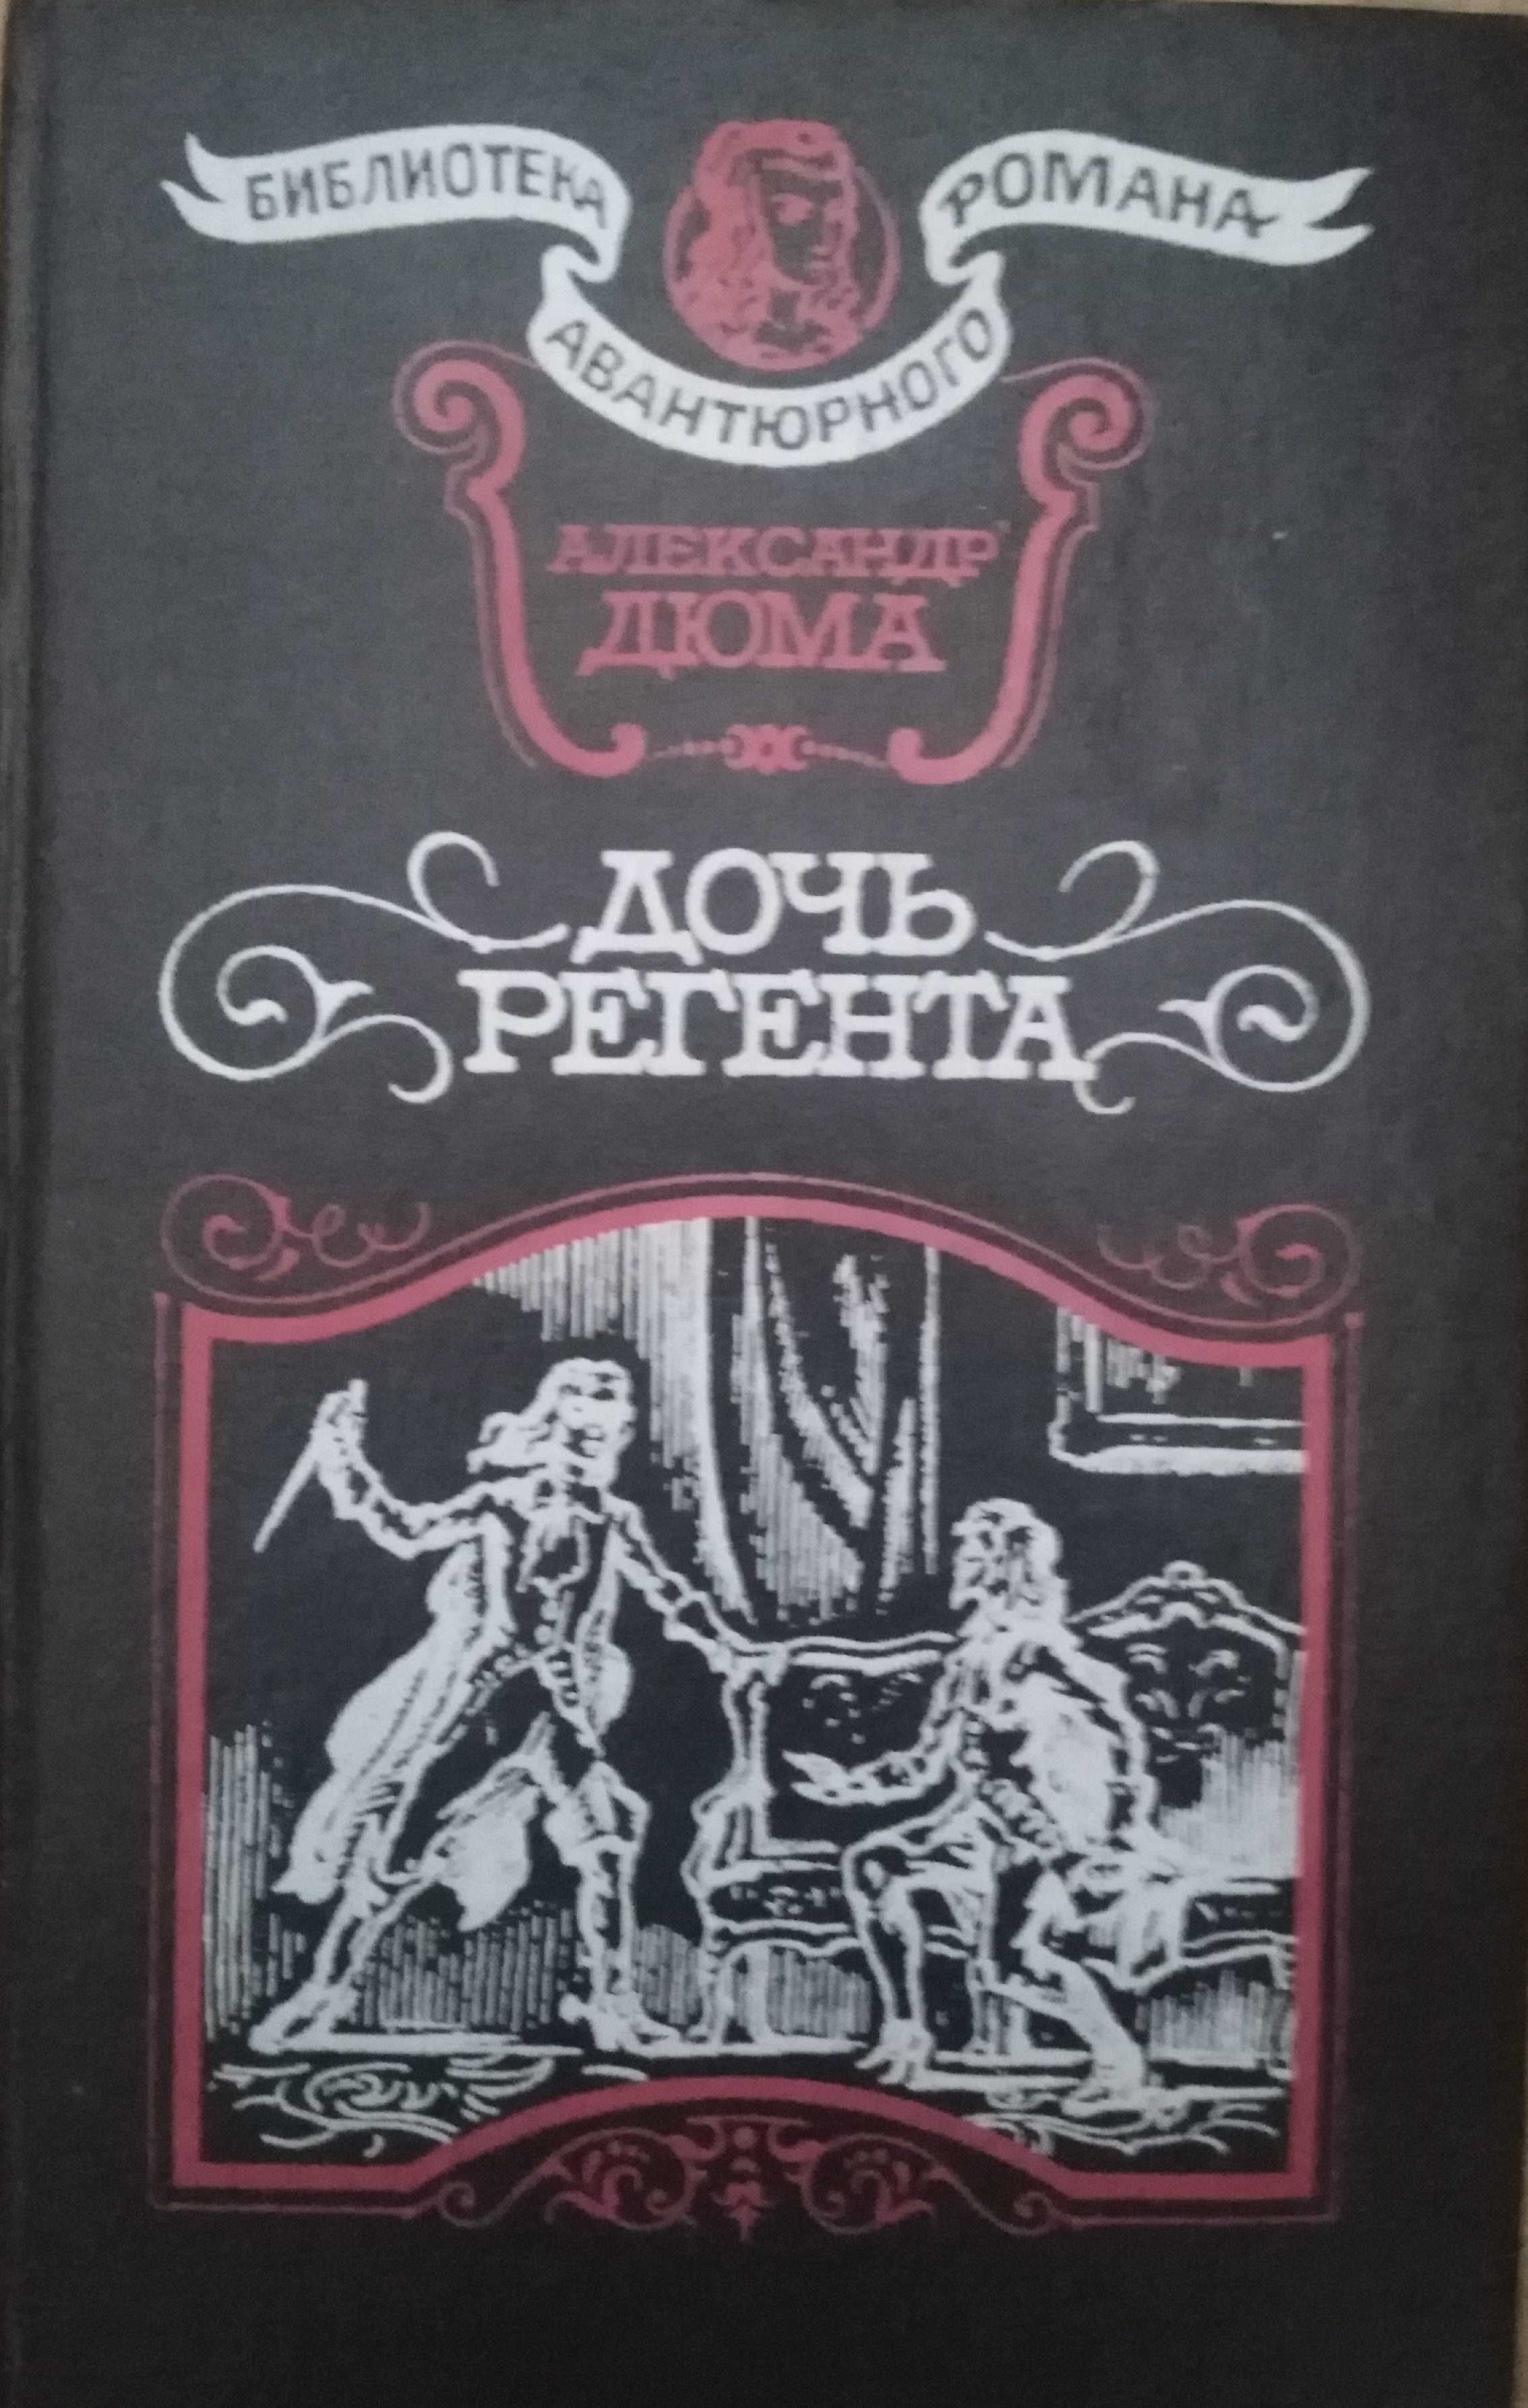 БИБЛИОТЕКА
АВАНТЮРНОГО
РОМАНА
АЛЕКСАНДР
ДЮМА
ДОЧЬ
РЕГЕНТА